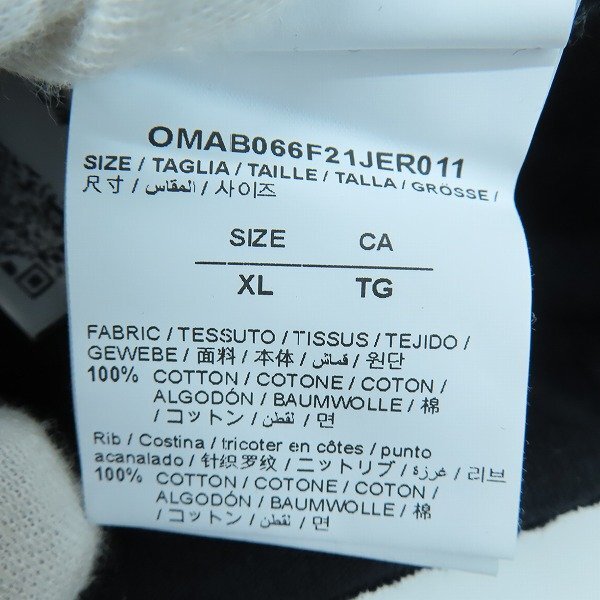 OMAB066F21JER011
SIZE / TAGLIA / TAILLE / TALLA / GRÖSSE /
尺寸 / المقاس / 사이즈
SIZE CA
XL TG
FABRIC / TESSUTO / TISSUS / TEJIDO /
GEWEBE / 面料 / 本体 / قماش / 원단
100% COTTON / COTONE / COTON /
ALGODÓN / BAUMWOLLE / 棉
/ コットン / لقطن / 면
Rib / Costina / tricoter en côtes / punto
acanalado / 针织罗纹 / ニットリブ / غرزة / 리브
100% COTTON / COTONE / COTON /
ALGODÓN / BAUMWOLLE / 棉
/ コットン / لقطن / 면